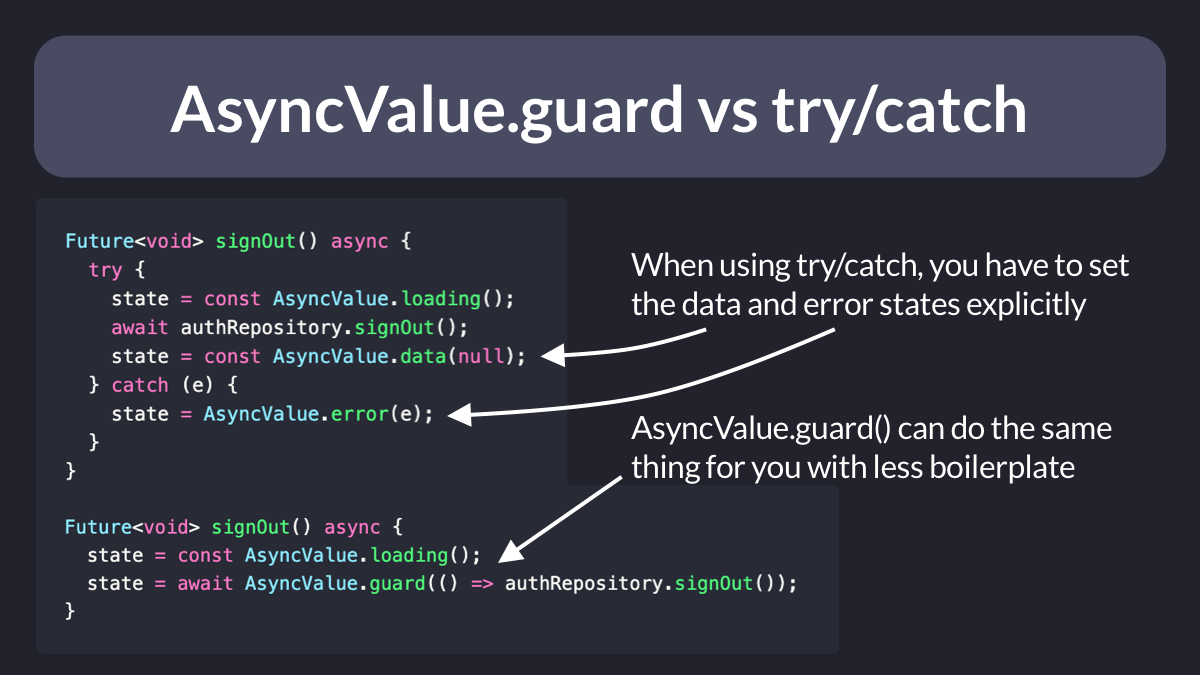 AsyncValue.guard vs try/catch
Future<void> signOut() async {
  try {
    state = const AsyncValue.loading();
    await authRepository.signOut();
    state = const AsyncValue.data(null);
  } catch (e) {
    state = AsyncValue.error(e);
  }
}
When using try/catch, you have to set
the data and error states explicitly
AsyncValue.guard() can do the same
thing for you with less boilerplate
Future<void> signOut() async {
  state = const AsyncValue.loading();
  state = await AsyncValue.guard(() => authRepository.signOut());
}